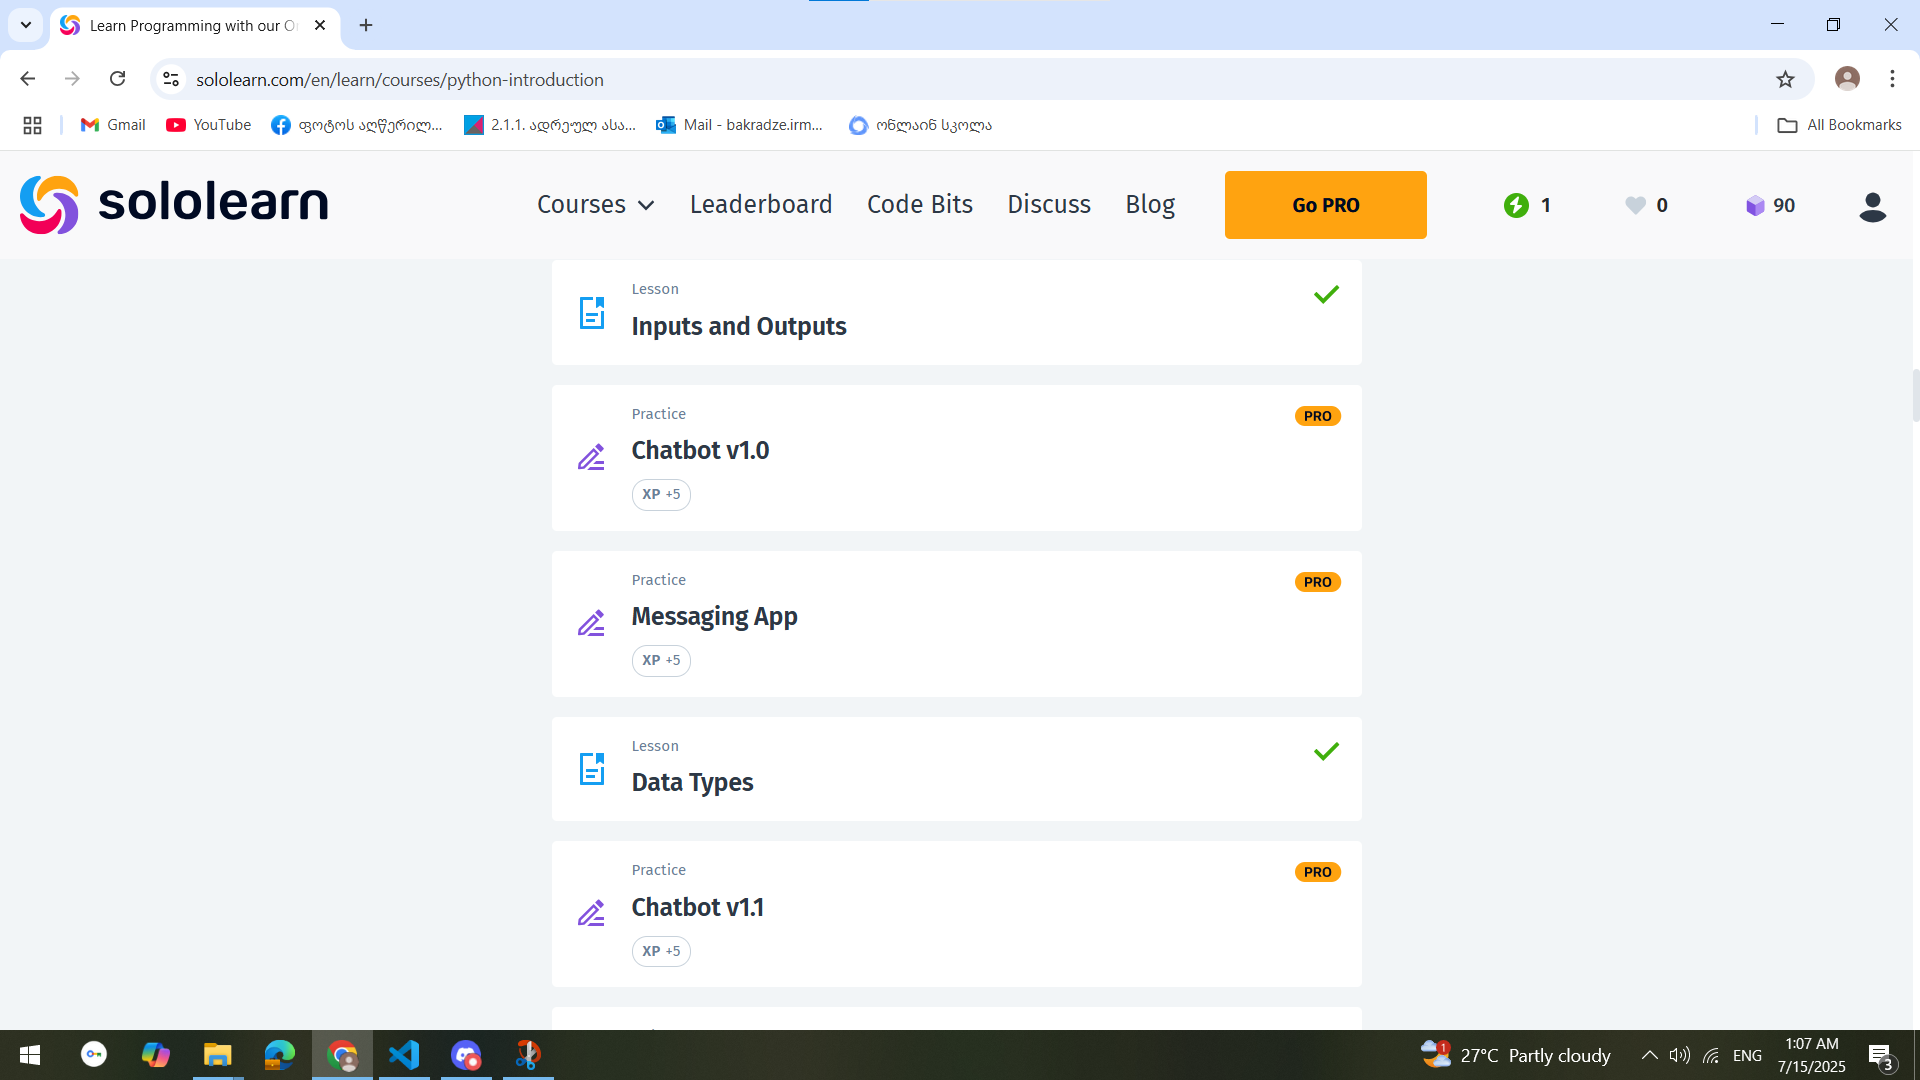 Learn Programming with our O
sololearn.com/en/learn/courses/python-introduction
Gmail
YouTube
ფოტოს აღწერილ...
2.1.1. ადრეულ ასა...
Mail - bakradze.irm...
ონლაინ სკოლა
All Bookmarks
sololearn
Courses
Leaderboard
Code Bits
Discuss
Blog
Go PRO
1
0
90
Lesson
Inputs and Outputs
Practice
PRO
Chatbot v1.0
XP +5
Practice
PRO
Messaging App
XP +5
Lesson
Data Types
Practice
PRO
Chatbot v1.1
XP +5
1
27°C Partly cloudy
ENG
1:07 AM
7/15/2025
3